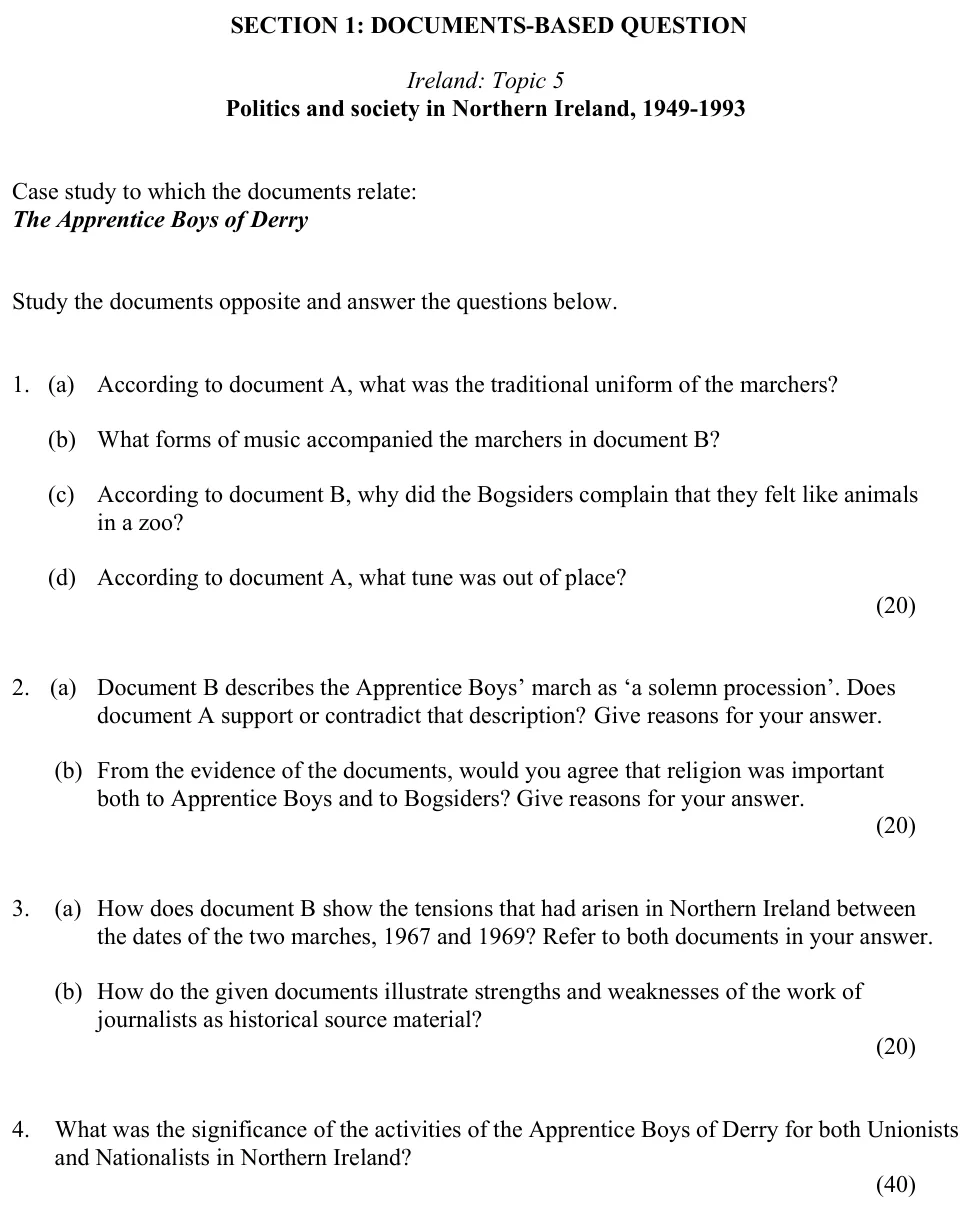 SECTION 1: DOCUMENTS-BASED QUESTION
Ireland: Topic 5
Politics and society in Northern Ireland, 1949-1993
Case study to which the documents relate:
The Apprentice Boys of Derry
Study the documents opposite and answer the questions below.
1. (a) According to document A, what was the traditional uniform of the marchers?
(b) What forms of music accompanied the marchers in document B?
(c) According to document B, why did the Bogsiders complain that they felt like animals
in a zoo?
(d) According to document A, what tune was out of place?
(20)
2. (a) Document B describes the Apprentice Boys’ march as ‘a solemn procession’. Does
document A support or contradict that description? Give reasons for your answer.
(b) From the evidence of the documents, would you agree that religion was important
both to Apprentice Boys and to Bogsiders? Give reasons for your answer.
(20)
3. (a) How does document B show the tensions that had arisen in Northern Ireland between
the dates of the two marches, 1967 and 1969? Refer to both documents in your answer.
(b) How do the given documents illustrate strengths and weaknesses of the work of
journalists as historical source material?
(20)
4. What was the significance of the activities of the Apprentice Boys of Derry for both Unionists
and Nationalists in Northern Ireland?
(40)